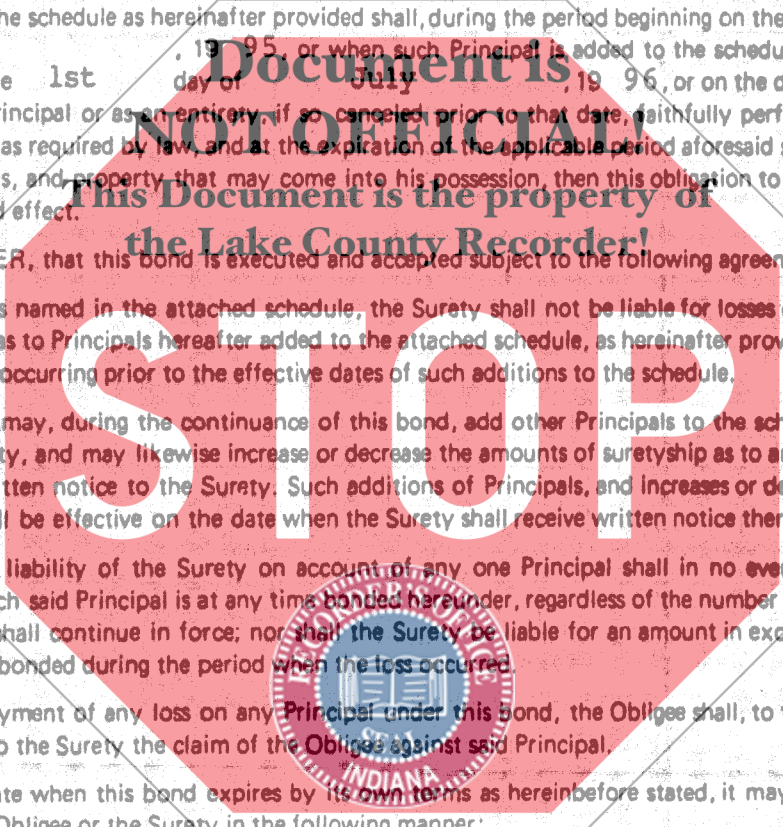 he schedule as hereinafter provided shall, during the period beginning on the
, 19 95, or when such Principal is added to the schedu
e 1st day of July , 19 96, or on the c
rincipal or as an entirety, if so canceled prior to that date, faithfully perf
as required by law, and at the expiration of the applicable period aforesaid s
s, and property that may come into his possession, then this obligation to
d effect.
ER, that this bond is executed and accepted subject to the following agreen
s named in the attached schedule, the Surety shall not be liable for losses
as to Principals hereafter added to the attached schedule, as hereinafter prov
occurring prior to the effective dates of such additions to the schedule.
may, during the continuance of this bond, add other Principals to the sch
ty, and may likewise increase or decrease the amounts of suretyship as to a
tten notice to the Surety. Such additions of Principals, and increases or de
ll be effective on the date when the Surety shall receive written notice ther
liability of the Surety on account of any one Principal shall in no eve
ch said Principal is at any time bonded hereunder, regardless of the number
hall continue in force; nor shall the Surety be liable for an amount in exc
bonded during the period when the loss occurred.
yment of any loss on any Principal under this bond, the Obligee shall, to
o the Surety the claim of the Obligee against said Principal.
ate when this bond expires by its own terms as hereinbefore stated, it may
Obligee or the Surety in the following manner:
Document is
NOT OFFICIAL!
This Document is the property of
the Lake County Recorder!
STOP
RECORDER OFFICE
SEAL
INDIANA